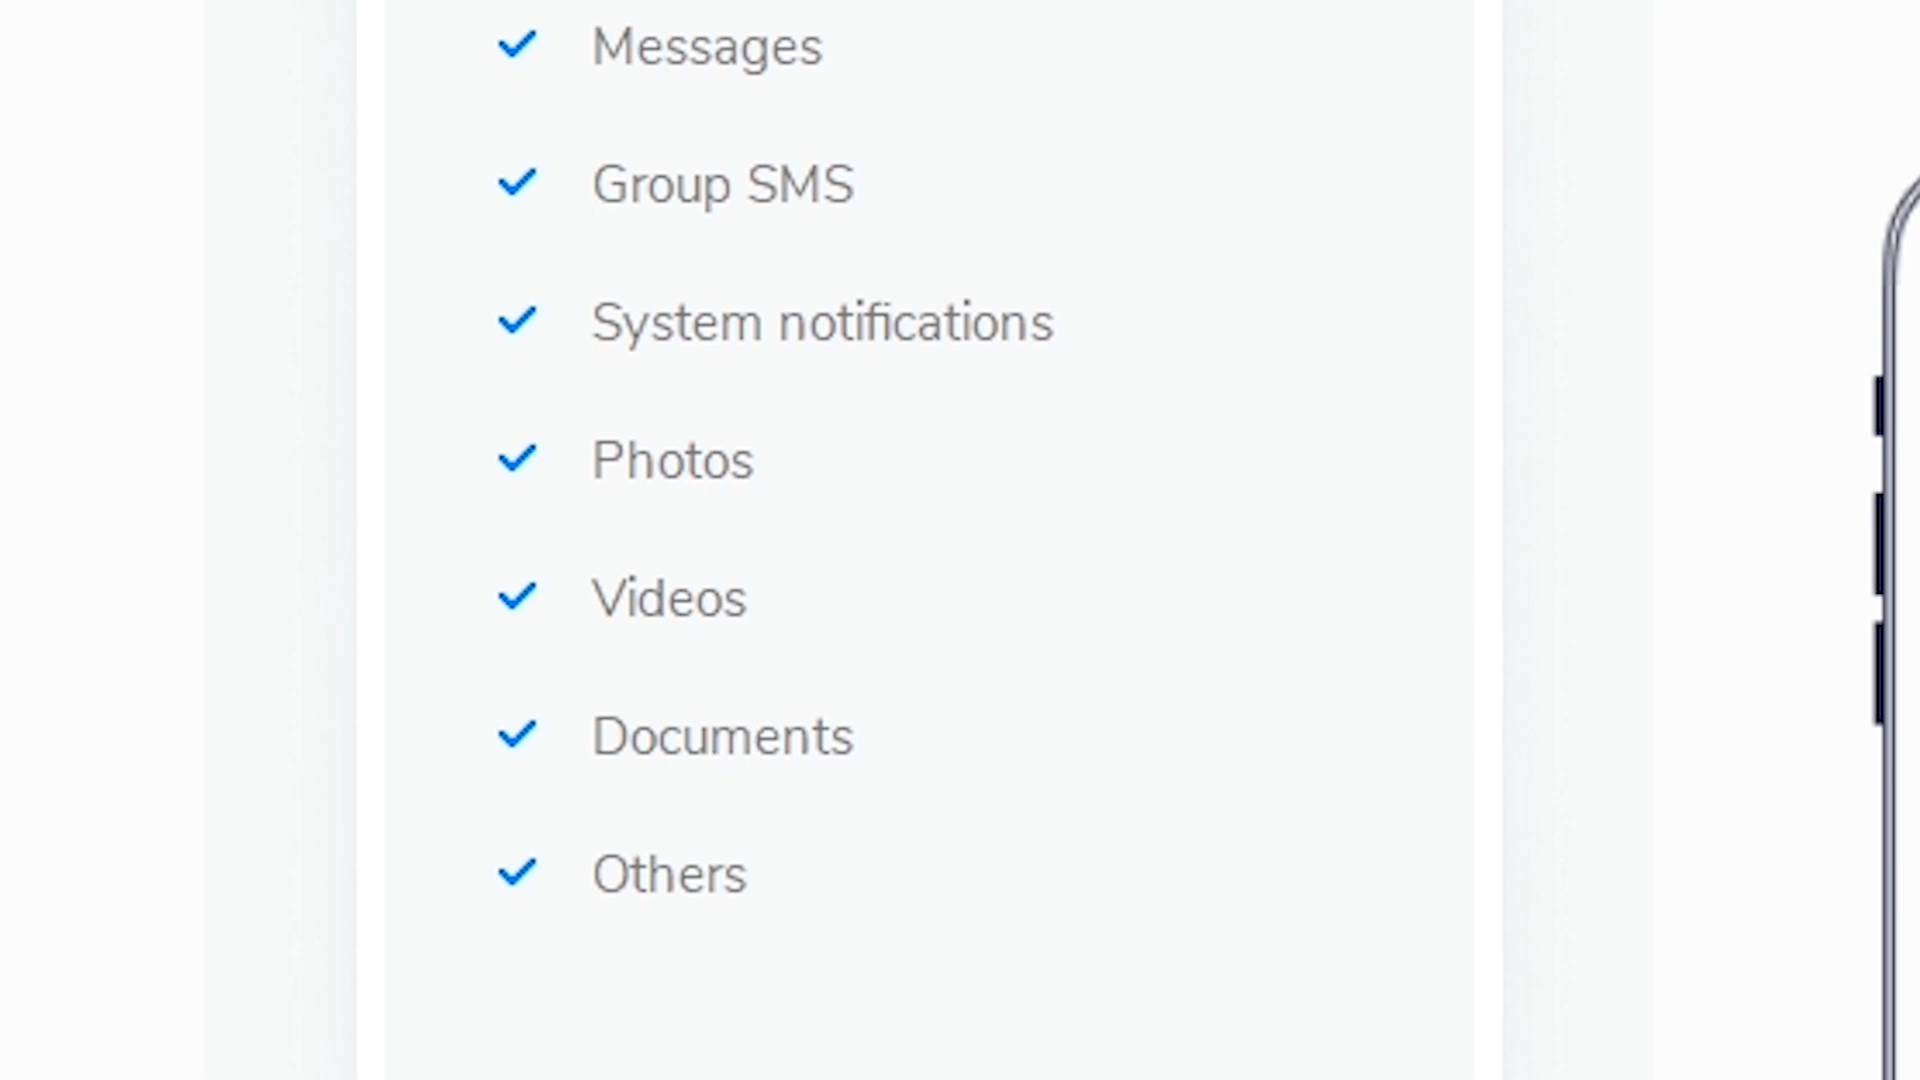 Messages
Group SMS
System notifications
Photos
Videos
Documents
Others